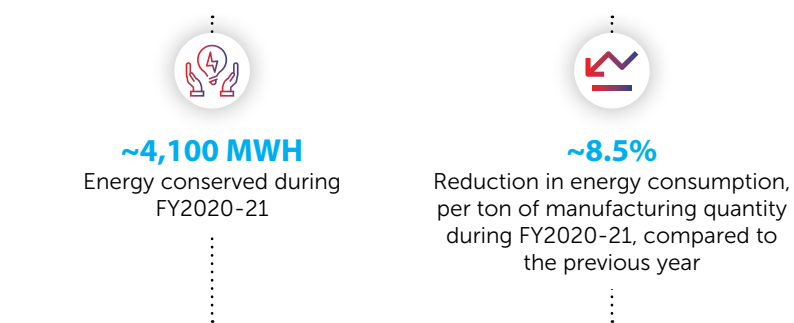 ~4,100 MWH
Energy conserved during
FY2020-21
~8.5%
Reduction in energy consumption,
per ton of manufacturing quantity
during FY2020-21, compared to
the previous year